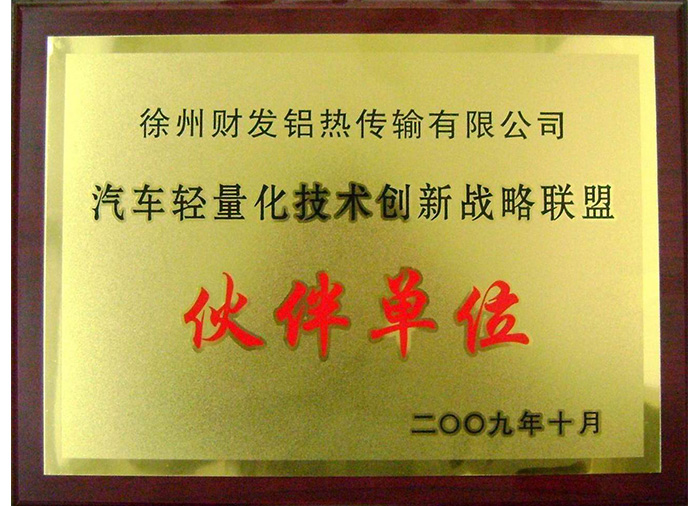 徐州财发铝热传输有限公司
汽车轻量化技术创新战略联盟
伙伴单位
二〇〇九年十月